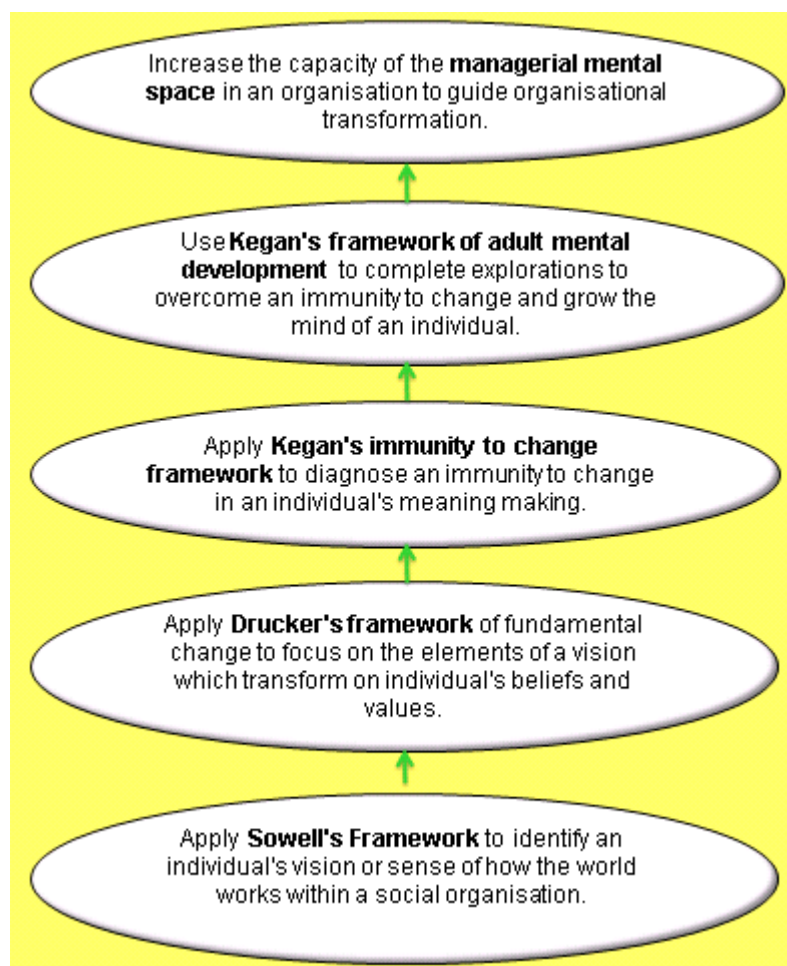 Increase the capacity of the managerial mental
space in an organisation to guide organisational
transformation.
Use Kegan's framework of adult mental
development to complete explorations to
overcome an immunity to change and grow the
mind of an individual.
Apply Kegan's immunity to change
framework to diagnose an immunity to change
in an individual's meaning making.
Apply Drucker's framework of fundamental
change to focus on the elements of a vision
which transform on individual's beliefs and
values.
Apply Sowell's Framework to identify an
individual's vision or sense of how the world
works within a social organisation.